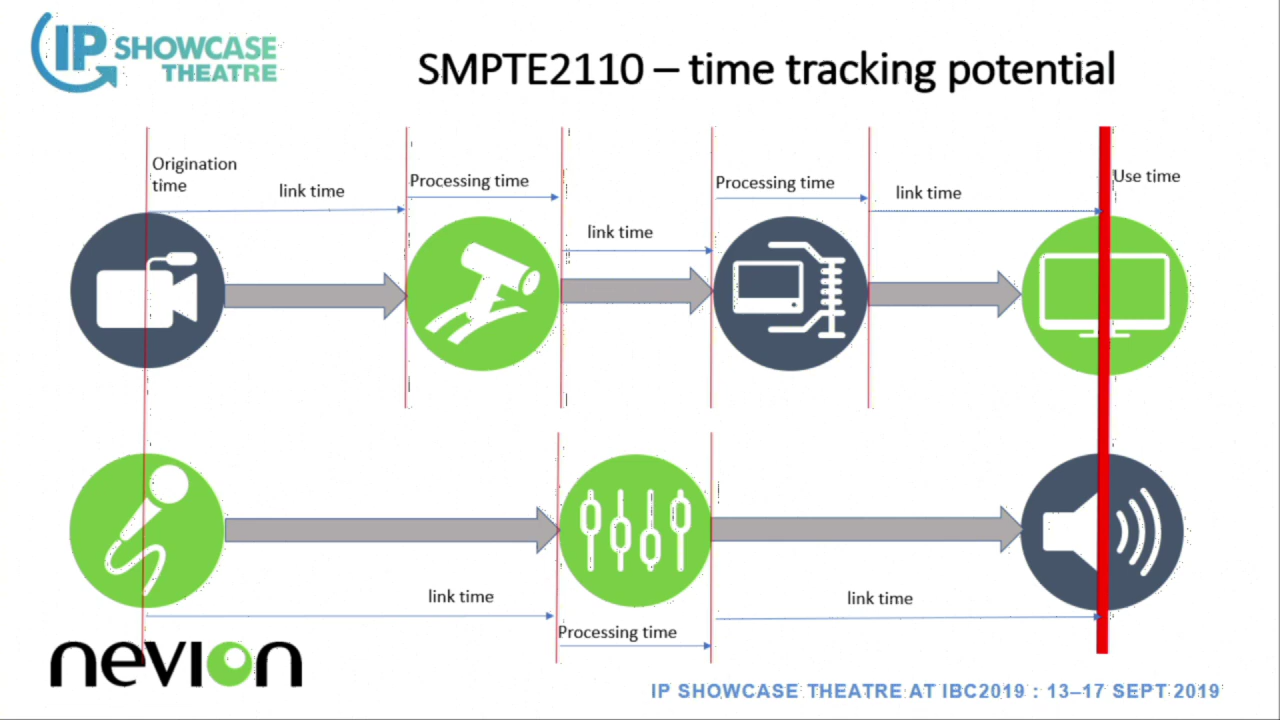 IP SHOWCASE
THEATRE
SMPTE2110 – time tracking potential
Origination
time
link time
Processing time
link time
Processing time
link time
Use time
link time
Processing time
link time
nevion
IP SHOWCASE THEATRE AT IBC2019 : 13–17 SEPT 2019